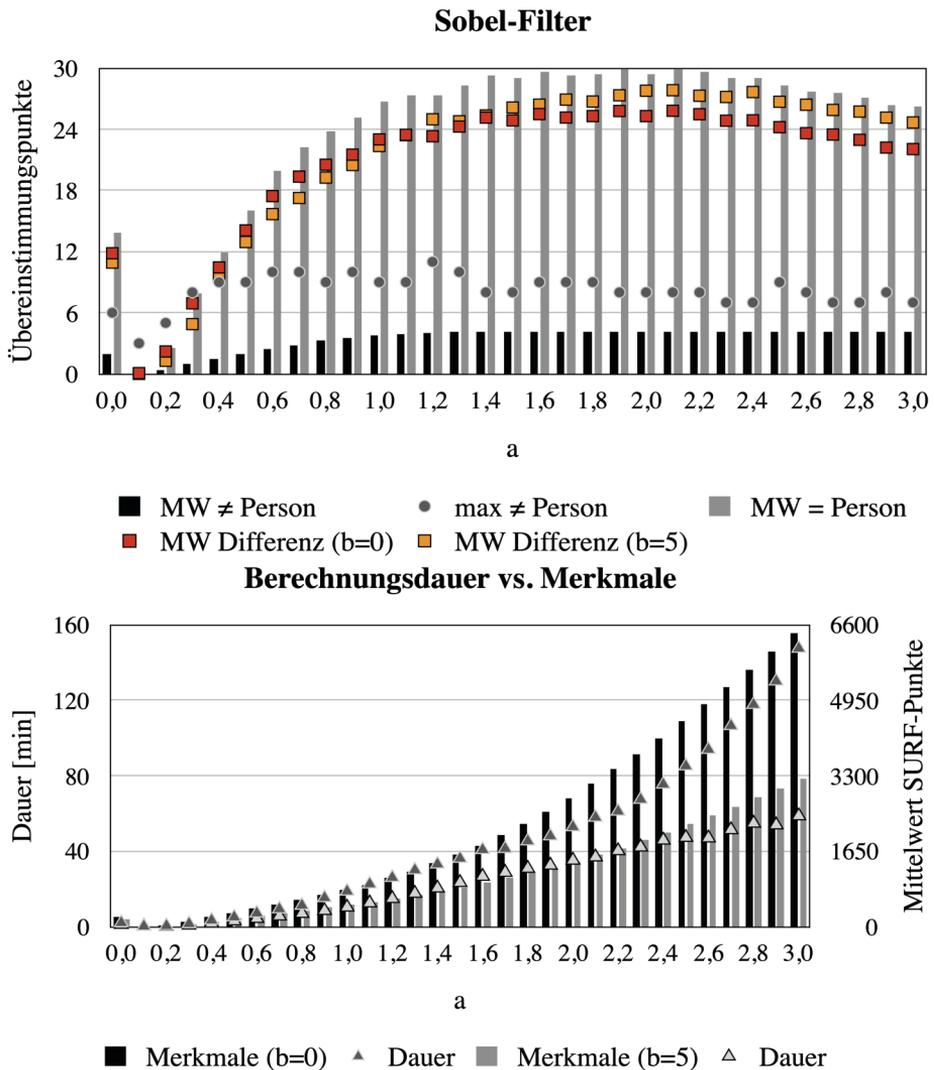 Sobel-Filter
Übereinstimmungspunkte
30
24
18
12
6
0
0,0 0,2 0,4 0,6 0,8 1,0 1,2 1,4 1,6 1,8 2,0 2,2 2,4 2,6 2,8 3,0
a
MW ≠ Person max ≠ Person MW = Person
MW Differenz (b=0) MW Differenz (b=5)
Berechnungsdauer vs. Merkmale
Dauer [min]
160 6600
120 4950
80 3300
40 1650
0 0
Mittelwert SURF-Punkte
0,0 0,2 0,4 0,6 0,8 1,0 1,2 1,4 1,6 1,8 2,0 2,2 2,4 2,6 2,8 3,0
a
Merkmale (b=0) Dauer Merkmale (b=5) Dauer